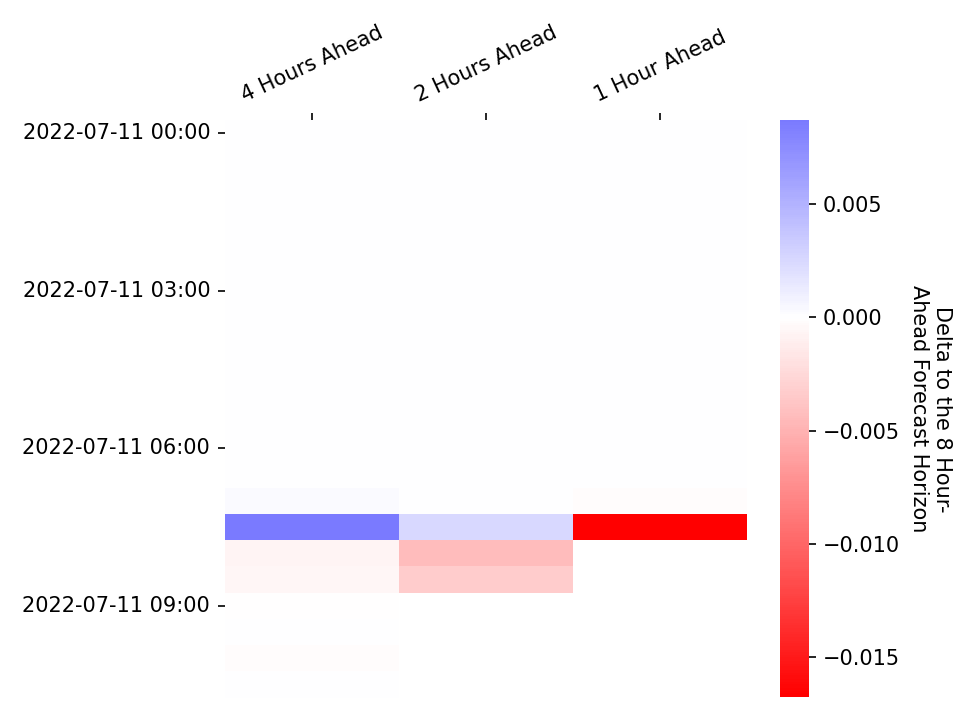 4 Hours Ahead
2 Hours Ahead
1 Hour Ahead
2022-07-11 00:00
2022-07-11 03:00
2022-07-11 06:00
2022-07-11 09:00
0.005
0.000
−0.005
−0.010
−0.015
Delta to the 8 Hour-
Ahead Forecast Horizon